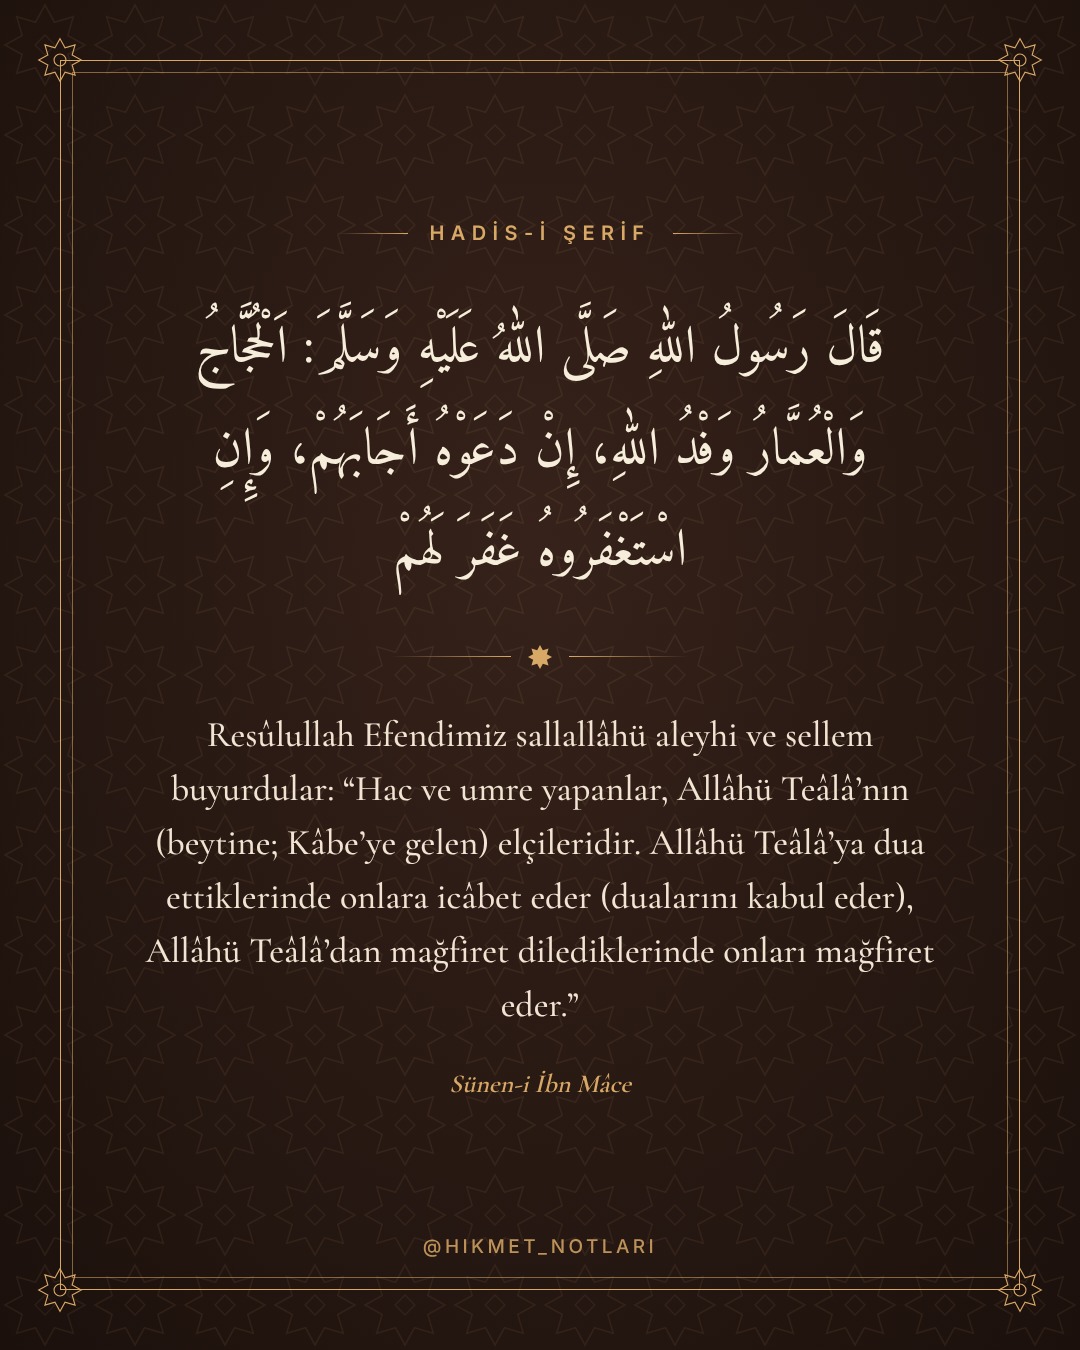 HADİS-İ ŞERİF
قَالَ رَسُولُ اللهِ صَلَّى اللهُ عَلَيْهِ وَسَلَّمَ: اَلْحُجَّاجُ
وَالْعُمَّارُ وَفْدُ اللهِ، إِنْ دَعَوْهُ أَجَابَهُمْ، وَإِنِ
اسْتَغْفَرُوهُ غَفَرَ لَهُمْ
Resûlullah Efendimiz sallallâhü aleyhi ve sellem
buyurdular: “Hac ve umre yapanlar, Allâhü Teâlâ’nın
(beytine; Kâbe’ye gelen) elçileridir. Allâhü Teâlâ’ya dua
ettiklerinde onlara icâbet eder (dualarını kabul eder),
Allâhü Teâlâ’dan mağfiret dilediklerinde onları mağfiret
eder.”
Sünen-i İbn Mâce
@HIKMET_NOTLARI